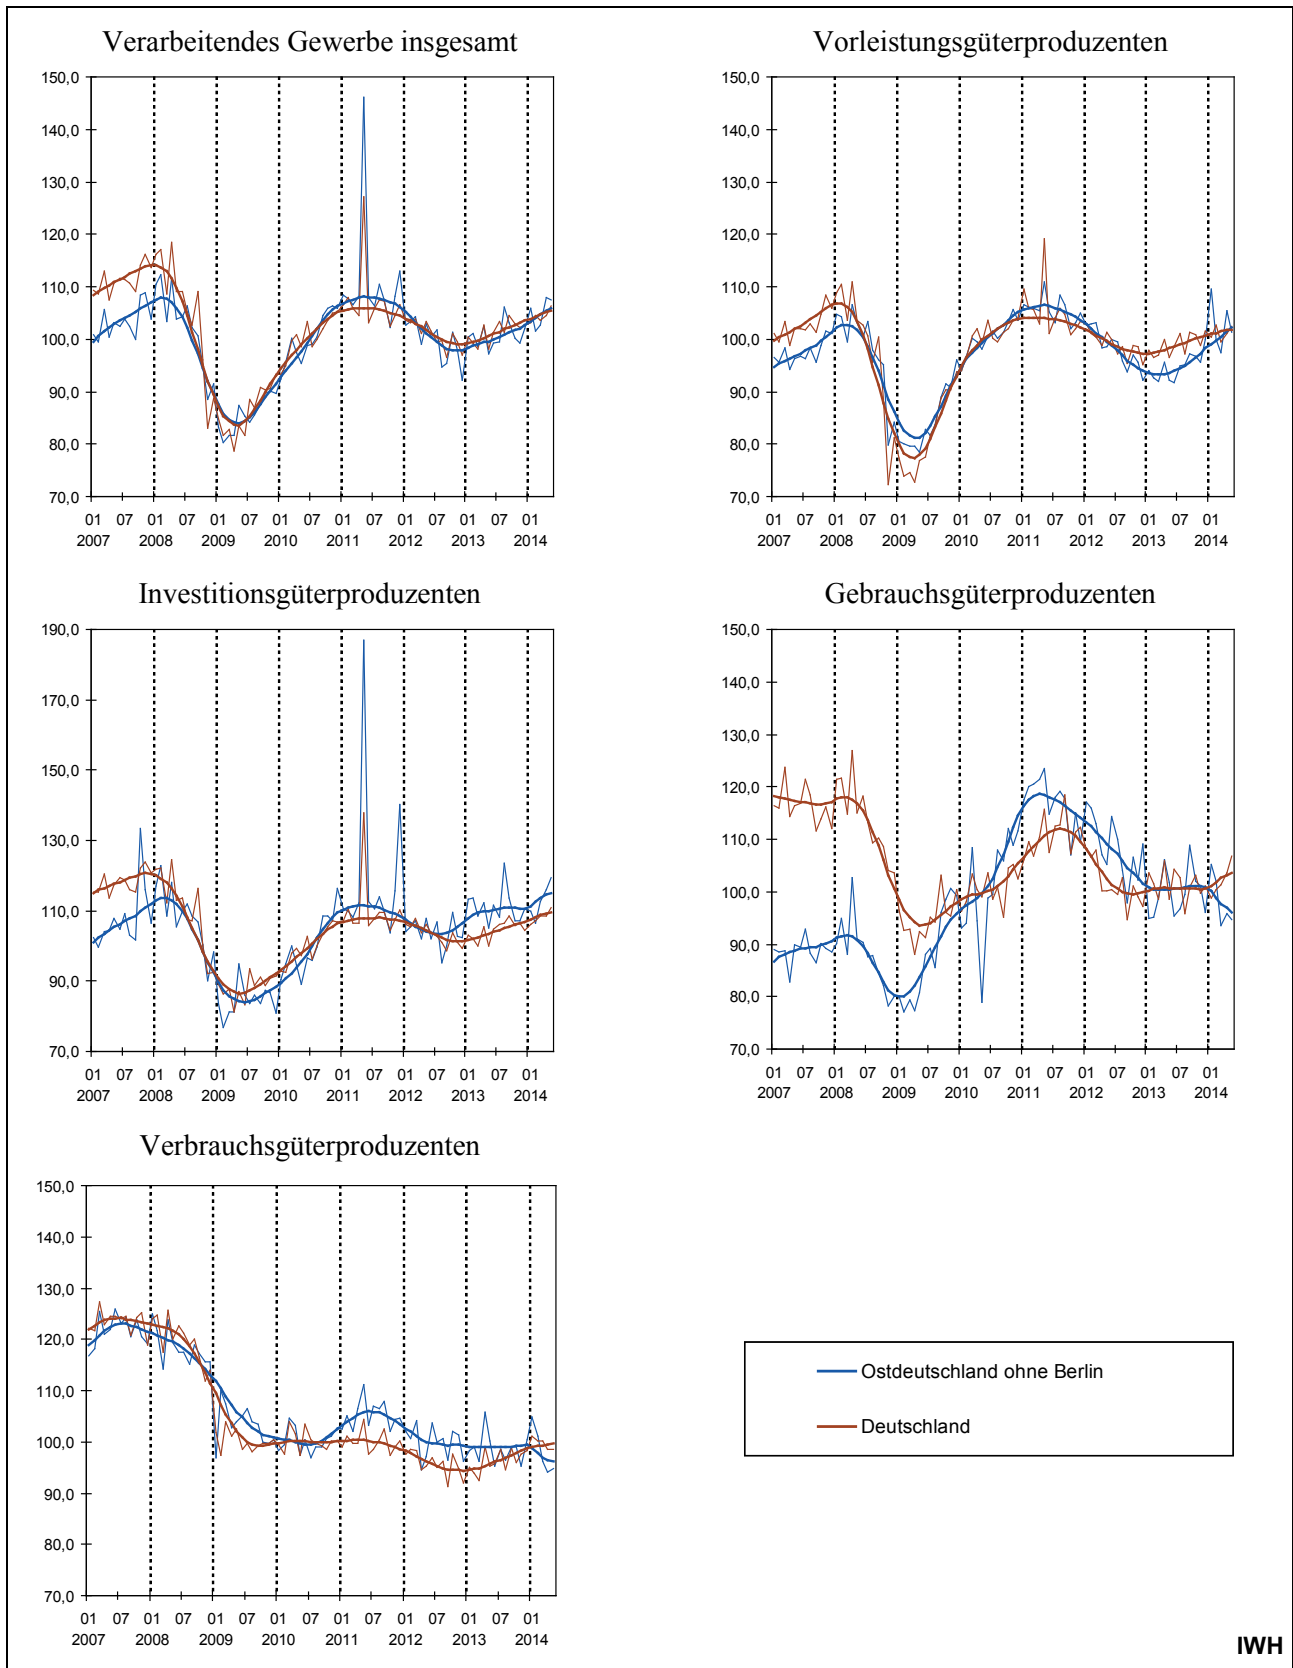 Verarbeitendes Gewerbe insgesamt
150,0
140,0
130,0
120,0
110,0
100,0
90,0
80,0
70,0
01 07 01 07 01 07 01 07 01 07 01 07 01 07 01
2007 2008 2009 2010 2011 2012 2013 2014
Vorleistungsgüterproduzenten
150,0
140,0
130,0
120,0
110,0
100,0
90,0
80,0
70,0
01 07 01 07 01 07 01 07 01 07 01 07 01 07 01
2007 2008 2009 2010 2011 2012 2013 2014
Investitionsgüterproduzenten
190,0
170,0
150,0
130,0
110,0
90,0
70,0
01 07 01 07 01 07 01 07 01 07 01 07 01 07 01
2007 2008 2009 2010 2011 2012 2013 2014
Gebrauchsgüterproduzenten
150,0
140,0
130,0
120,0
110,0
100,0
90,0
80,0
70,0
01 07 01 07 01 07 01 07 01 07 01 07 01 07 01
2007 2008 2009 2010 2011 2012 2013 2014
Verbrauchsgüterproduzenten
150,0
140,0
130,0
120,0
110,0
100,0
90,0
80,0
70,0
01 07 01 07 01 07 01 07 01 07 01 07 01 07 01
2007 2008 2009 2010 2011 2012 2013 2014
Ostdeutschland ohne Berlin
Deutschland
IWH